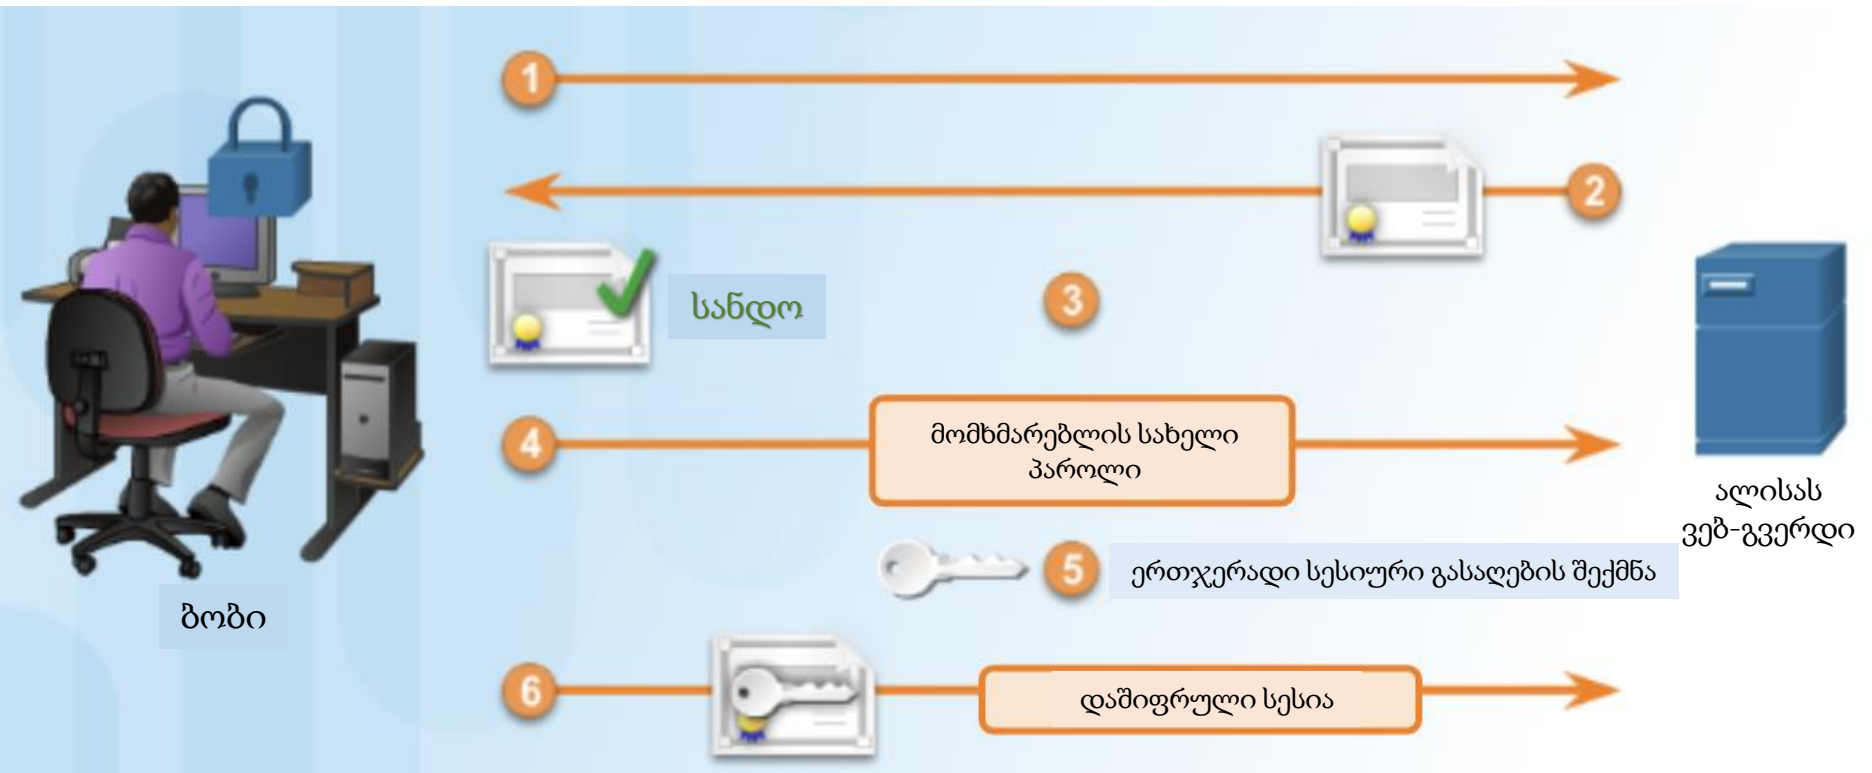 1
2
სანდო
3
4
მომხმარებლის სახელი
პაროლი
ალისას
ვებ-გვერდი
5
ერთჯერადი სესიური გასაღების შექმნა
ბობი
6
დაშიფრული სესია